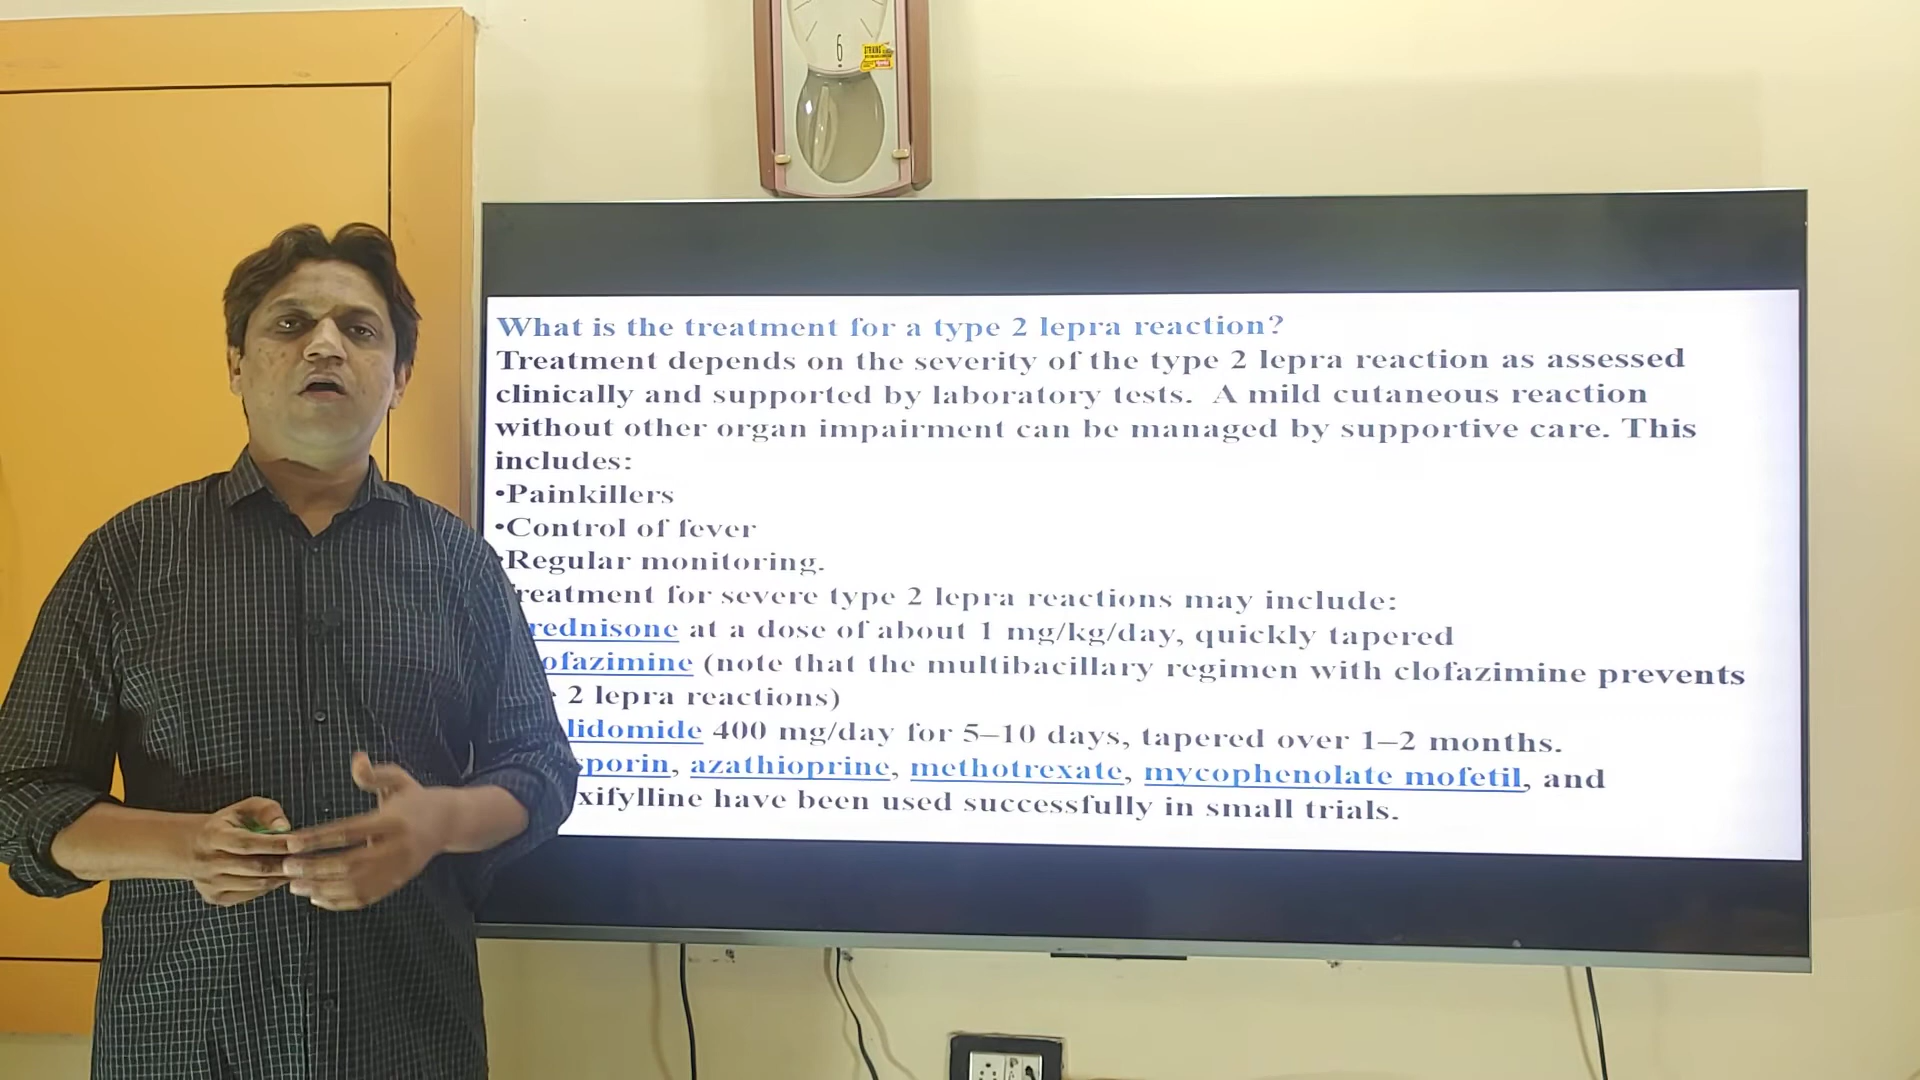 6
STRIKING
What is the treatment for a type 2 lepra reaction?
Treatment depends on the severity of the type 2 lepra reaction as assessed
clinically and supported by laboratory tests. A mild cutaneous reaction
without other organ impairment can be managed by supportive care. This
includes:
•Painkillers
•Control of fever
•Regular monitoring.
reatment for severe type 2 lepra reactions may include:
rednisone at a dose of about 1 mg/kg/day, quickly tapered
ofazimine (note that the multibacillary regimen with clofazimine prevents
2 lepra reactions)
lidomide 400 mg/day for 5–10 days, tapered over 1–2 months.
sporin, azathioprine, methotrexate, mycophenolate mofetil, and
xifylline have been used successfully in small trials.